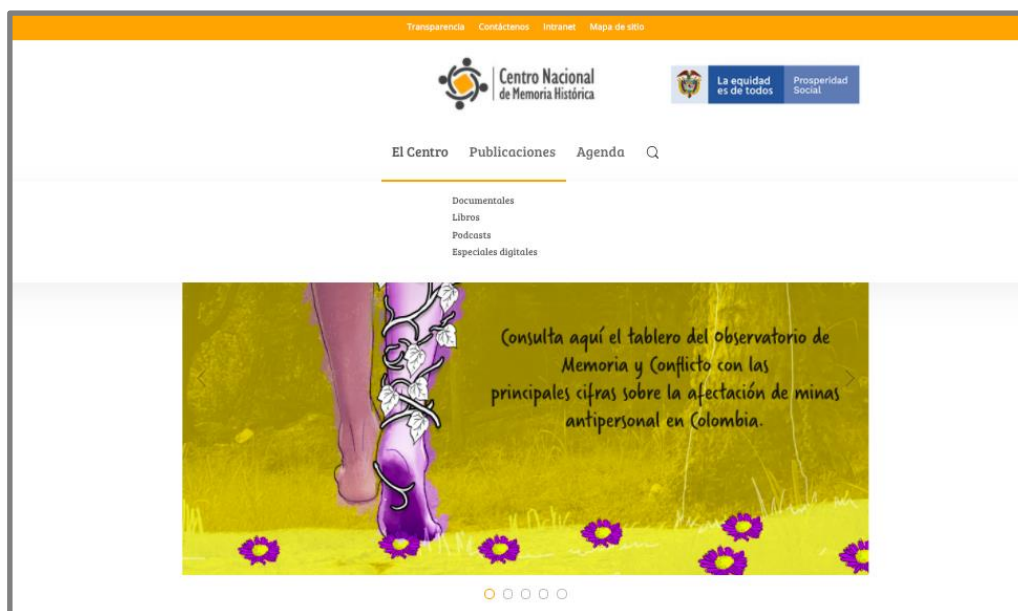 Transparencia Contáctenos Intranet Mapa de sitio
Centro Nacional
de Memoria Histórica
La equidad
es de todos
Prosperidad
Social
El Centro Publicaciones Agenda
Documentales
Libros
Podcasts
Especiales digitales
Consulta aquí el tablero del Observatorio de
Memoria y Conflicto con las
principales cifras sobre la afectación de minas
antipersonal en Colombia.